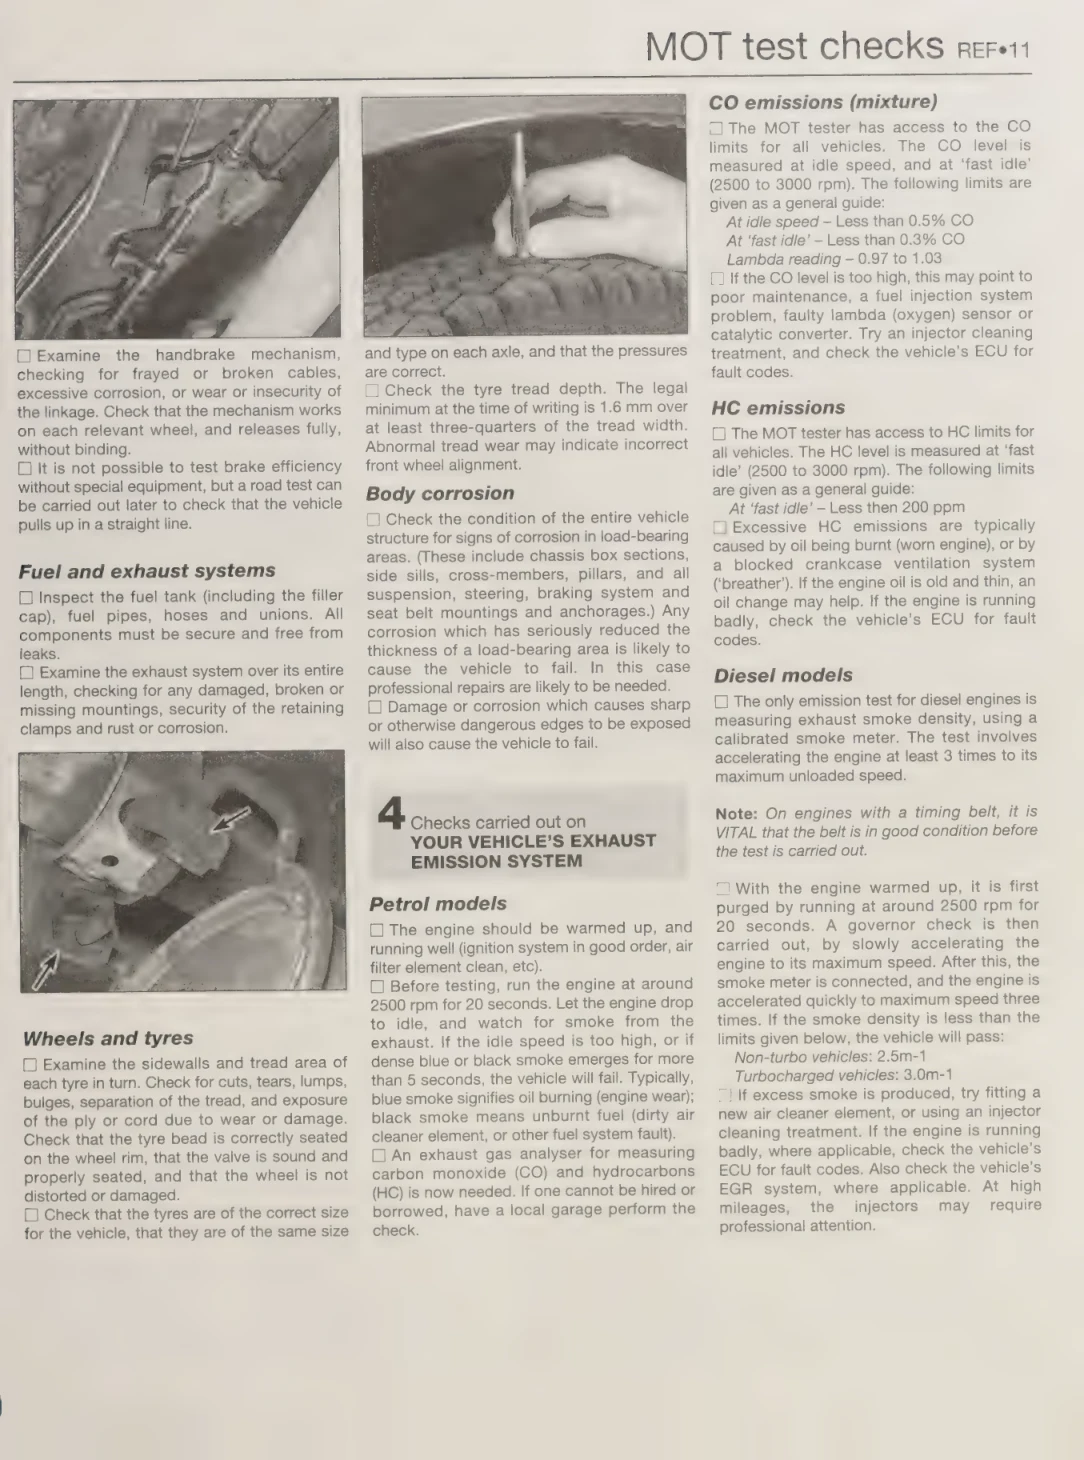 MOT test checks REF•11
☐ Examine the handbrake mechanism,
checking for frayed or broken cables,
excessive corrosion, or wear or insecurity of
the linkage. Check that the mechanism works
on each relevant wheel, and releases fully,
without binding.
☐ It is not possible to test brake efficiency
without special equipment, but a road test can
be carried out later to check that the vehicle
pulls up in a straight line.
Fuel and exhaust systems
☐ Inspect the fuel tank (including the filler
cap), fuel pipes, hoses and unions. All
components must be secure and free from
leaks.
☐ Examine the exhaust system over its entire
length, checking for any damaged, broken or
missing mountings, security of the retaining
clamps and rust or corrosion.
Wheels and tyres
☐ Examine the sidewalls and tread area of
each tyre in turn. Check for cuts, tears, lumps,
bulges, separation of the tread, and exposure
of the ply or cord due to wear or damage.
Check that the tyre bead is correctly seated
on the wheel rim, that the valve is sound and
properly seated, and that the wheel is not
distorted or damaged.
☐ Check that the tyres are of the correct size
for the vehicle, that they are of the same size
and type on each axle, and that the pressures
are correct.
☐ Check the tyre tread depth. The legal
minimum at the time of writing is 1.6 mm over
at least three-quarters of the tread width.
Abnormal tread wear may indicate incorrect
front wheel alignment.
Body corrosion
☐ Check the condition of the entire vehicle
structure for signs of corrosion in load-bearing
areas. (These include chassis box sections,
side sills, cross-members, pillars, and all
suspension, steering, braking system and
seat belt mountings and anchorages.) Any
corrosion which has seriously reduced the
thickness of a load-bearing area is likely to
cause the vehicle to fail. In this case
professional repairs are likely to be needed.
☐ Damage or corrosion which causes sharp
or otherwise dangerous edges to be exposed
will also cause the vehicle to fail.
4 Checks carried out on
YOUR VEHICLE'S EXHAUST
EMISSION SYSTEM
Petrol models
☐ The engine should be warmed up, and
running well (ignition system in good order, air
filter element clean, etc).
☐ Before testing, run the engine at around
2500 rpm for 20 seconds. Let the engine drop
to idle, and watch for smoke from the
exhaust. If the idle speed is too high, or if
dense blue or black smoke emerges for more
than 5 seconds, the vehicle will fail. Typically,
blue smoke signifies oil burning (engine wear);
black smoke means unburnt fuel (dirty air
cleaner element, or other fuel system fault).
☐ An exhaust gas analyser for measuring
carbon monoxide (CO) and hydrocarbons
(HC) is now needed. If one cannot be hired or
borrowed, have a local garage perform the
check.
CO emissions (mixture)
☐ The MOT tester has access to the CO
limits for all vehicles. The CO level is
measured at idle speed, and at 'fast idle'
(2500 to 3000 rpm). The following limits are
given as a general guide:
At idle speed – Less than 0.5% CO
At 'fast idle' – Less than 0.3% CO
Lambda reading – 0.97 to 1.03
☐ If the CO level is too high, this may point to
poor maintenance, a fuel injection system
problem, faulty lambda (oxygen) sensor or
catalytic converter. Try an injector cleaning
treatment, and check the vehicle's ECU for
fault codes.
HC emissions
☐ The MOT tester has access to HC limits for
all vehicles. The HC level is measured at 'fast
idle' (2500 to 3000 rpm). The following limits
are given as a general guide:
At 'fast idle' – Less then 200 ppm
☐ Excessive HC emissions are typically
caused by oil being burnt (worn engine), or by
a blocked crankcase ventilation system
('breather'). If the engine oil is old and thin, an
oil change may help. If the engine is running
badly, check the vehicle's ECU for fault
codes.
Diesel models
☐ The only emission test for diesel engines is
measuring exhaust smoke density, using a
calibrated smoke meter. The test involves
accelerating the engine at least 3 times to its
maximum unloaded speed.
Note: On engines with a timing belt, it is
VITAL that the belt is in good condition before
the test is carried out.
☐ With the engine warmed up, it is first
purged by running at around 2500 rpm for
20 seconds. A governor check is then
carried out, by slowly accelerating the
engine to its maximum speed. After this, the
smoke meter is connected, and the engine is
accelerated quickly to maximum speed three
times. If the smoke density is less than the
limits given below, the vehicle will pass:
Non-turbo vehicles: 2.5m-1
Turbocharged vehicles: 3.0m-1
☐ If excess smoke is produced, try fitting a
new air cleaner element, or using an injector
cleaning treatment. If the engine is running
badly, where applicable, check the vehicle's
ECU for fault codes. Also check the vehicle's
EGR system, where applicable. At high
mileages, the injectors may require
professional attention.